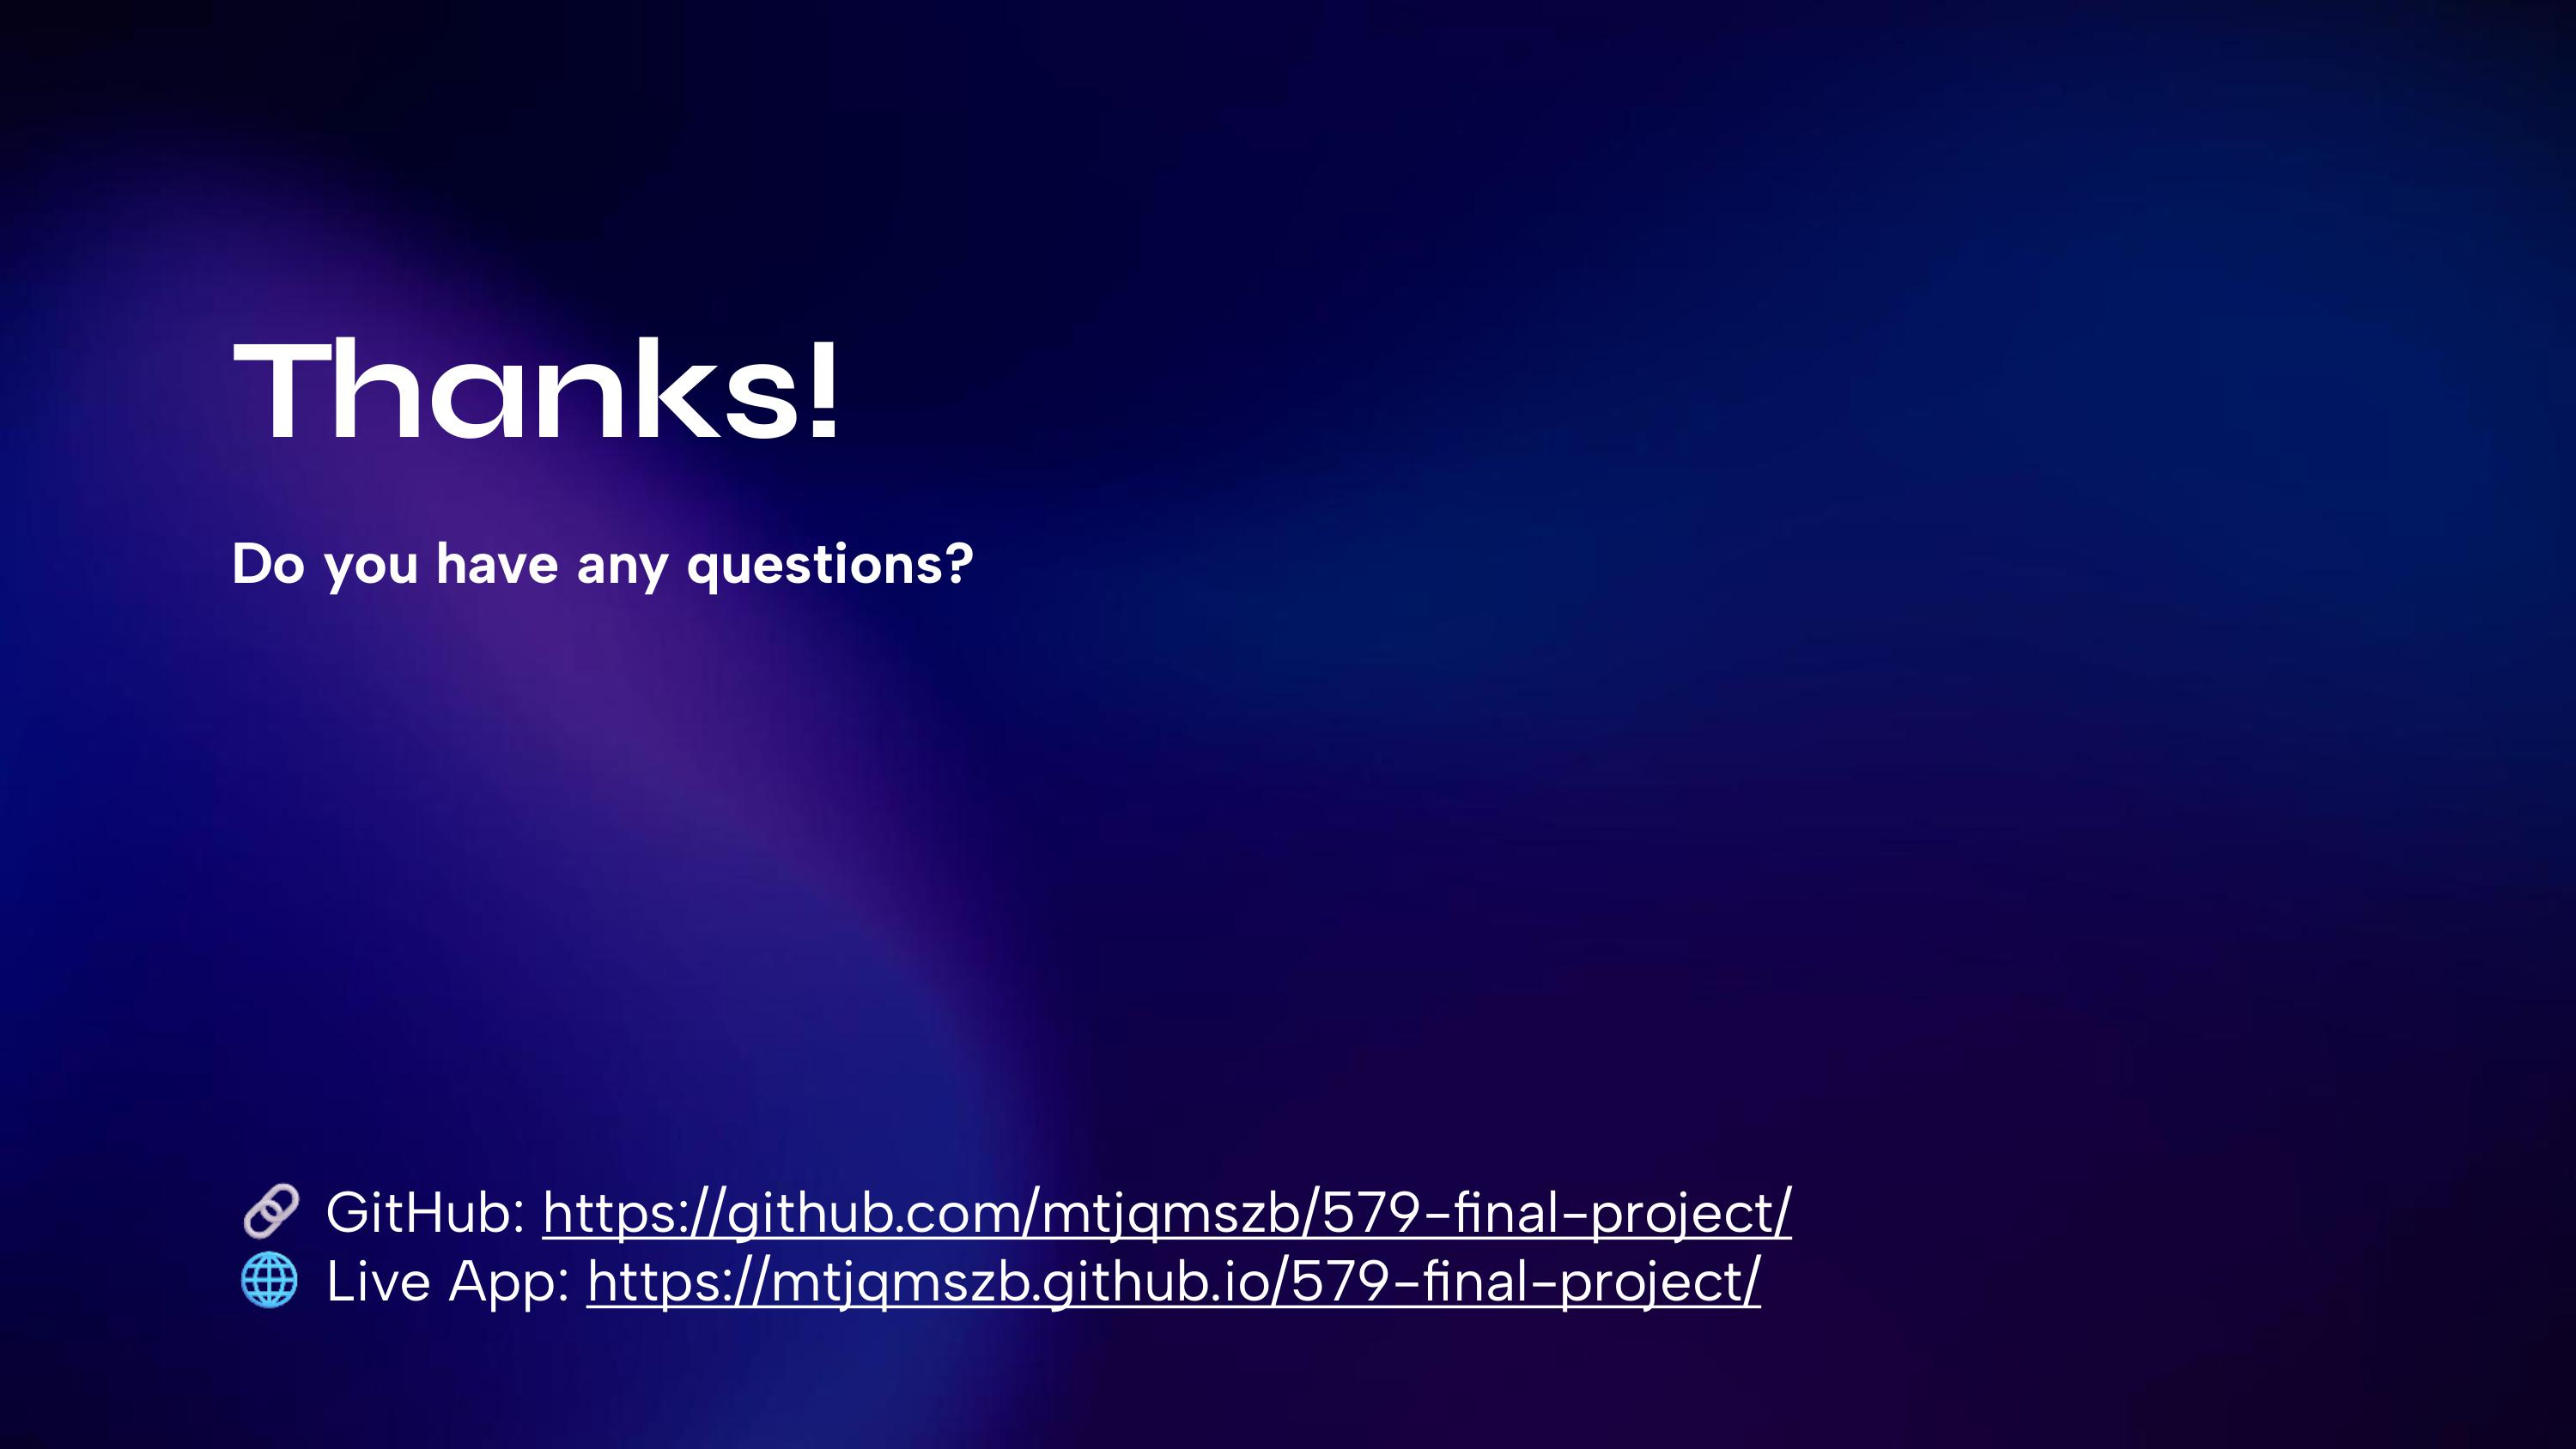 Thanks!
Do you have any questions?
🔗 GitHub: https://github.com/mtjqmszb/579-final-project/
🌐 Live App: https://mtjqmszb.github.io/579-final-project/